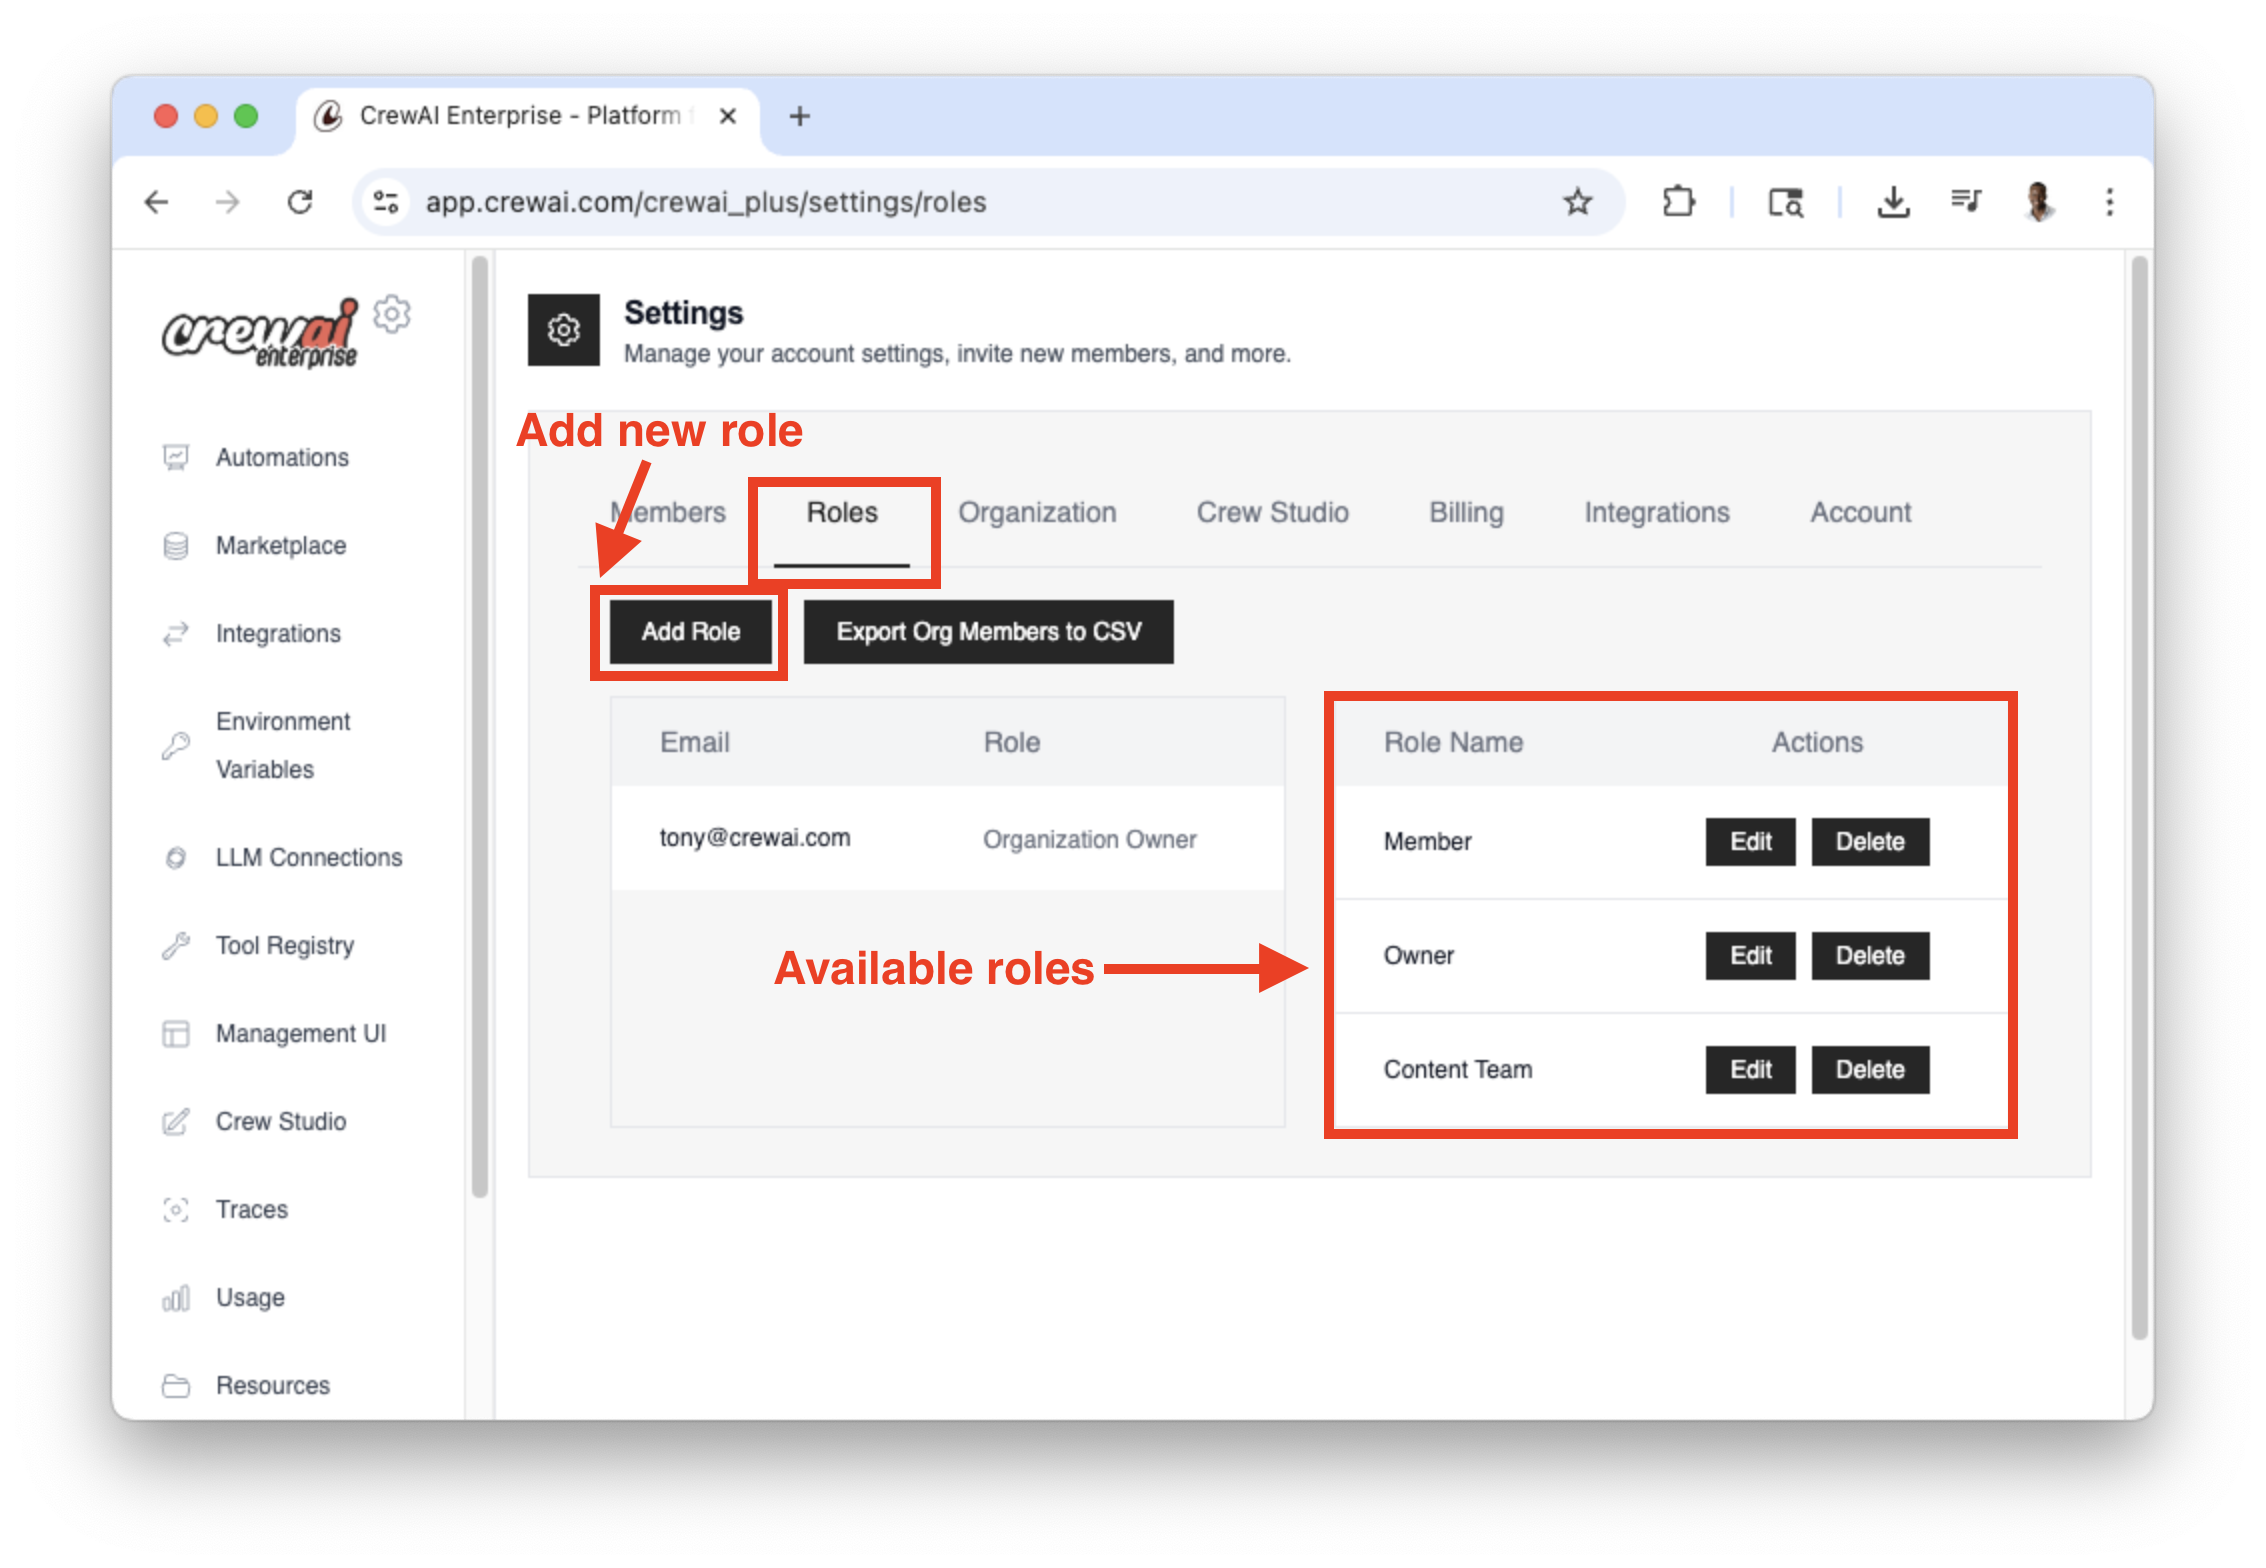 CrewAI Enterprise - Platform
app.crewai.com/crewai_plus/settings/roles
crewai
enterprise
Automations
Marketplace
Integrations
Environment
Variables
LLM Connections
Tool Registry
Management UI
Crew Studio
Traces
Usage
Resources
Settings
Manage your account settings, invite new members, and more.
Add new role
Members Roles Organization Crew Studio Billing Integrations Account
Add Role Export Org Members to CSV
Email Role
tony@crewai.com Organization Owner
Available roles
Role Name Actions
Member Edit Delete
Owner Edit Delete
Content Team Edit Delete